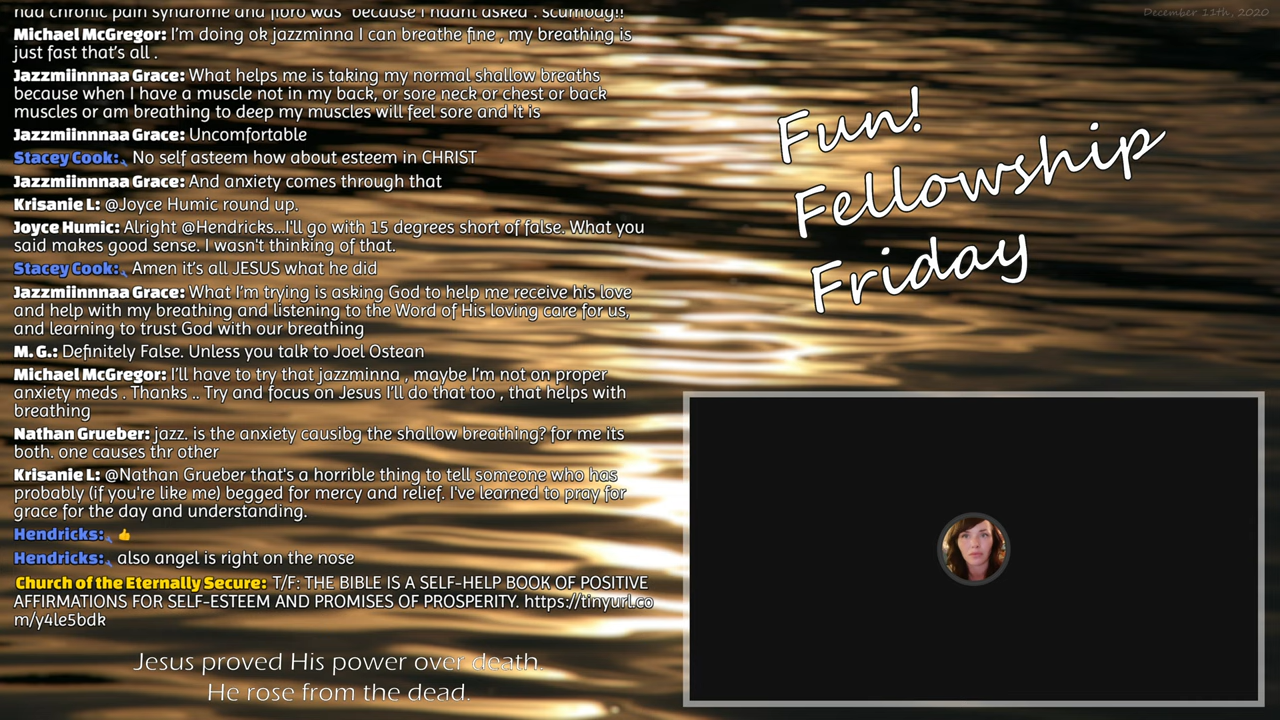 had chronic pain syndrome and fibro was because I hadnt asked . scumbag!!
December 11th, 2020
Michael McGregor: I'm doing ok jazzminna I can breathe fine , my breathing is
just fast that's all .
Jazzmiinnnaa Grace: What helps me is taking my normal shallow breaths
because when I have a muscle not in my back, or sore neck or chest or back
muscles or am breathing to deep my muscles will feel sore and it is
Jazzmiinnnaa Grace: Uncomfortable
Stacey Cook: No self asteem how about esteem in CHRIST
Jazzmiinnnaa Grace: And anxiety comes through that
Krisanie L: @Joyce Humic round up.
Joyce Humic: Alright @Hendricks...I'll go with 15 degrees short of false. What you
said makes good sense. I wasn't thinking of that.
Stacey Cook: Amen it's all JESUS what he did
Jazzmiinnnaa Grace: What I'm trying is asking God to help me receive his love
and help with my breathing and listening to the Word of His loving care for us,
and learning to trust God with our breathing
M. G.: Definitely False. Unless you talk to Joel Ostean
Michael McGregor: I'll have to try that jazzminna , maybe I'm not on proper
anxiety meds . Thanks .. Try and focus on Jesus I'll do that too , that helps with
breathing
Nathan Grueber: jazz. is the anxiety causibg the shallow breathing? for me its
both. one causes thr other
Krisanie L: @Nathan Grueber that's a horrible thing to tell someone who has
probably (if you're like me) begged for mercy and relief. I've learned to pray for
grace for the day and understanding.
Hendricks: 👍
Hendricks: also angel is right on the nose
Church of the Eternally Secure: T/F: THE BIBLE IS A SELF-HELP BOOK OF POSITIVE
AFFIRMATIONS FOR SELF-ESTEEM AND PROMISES OF PROSPERITY. https://tinyurl.co
m/y4le5bdk
Jesus proved His power over death.
He rose from the dead.
Fun!
Fellowship
Friday